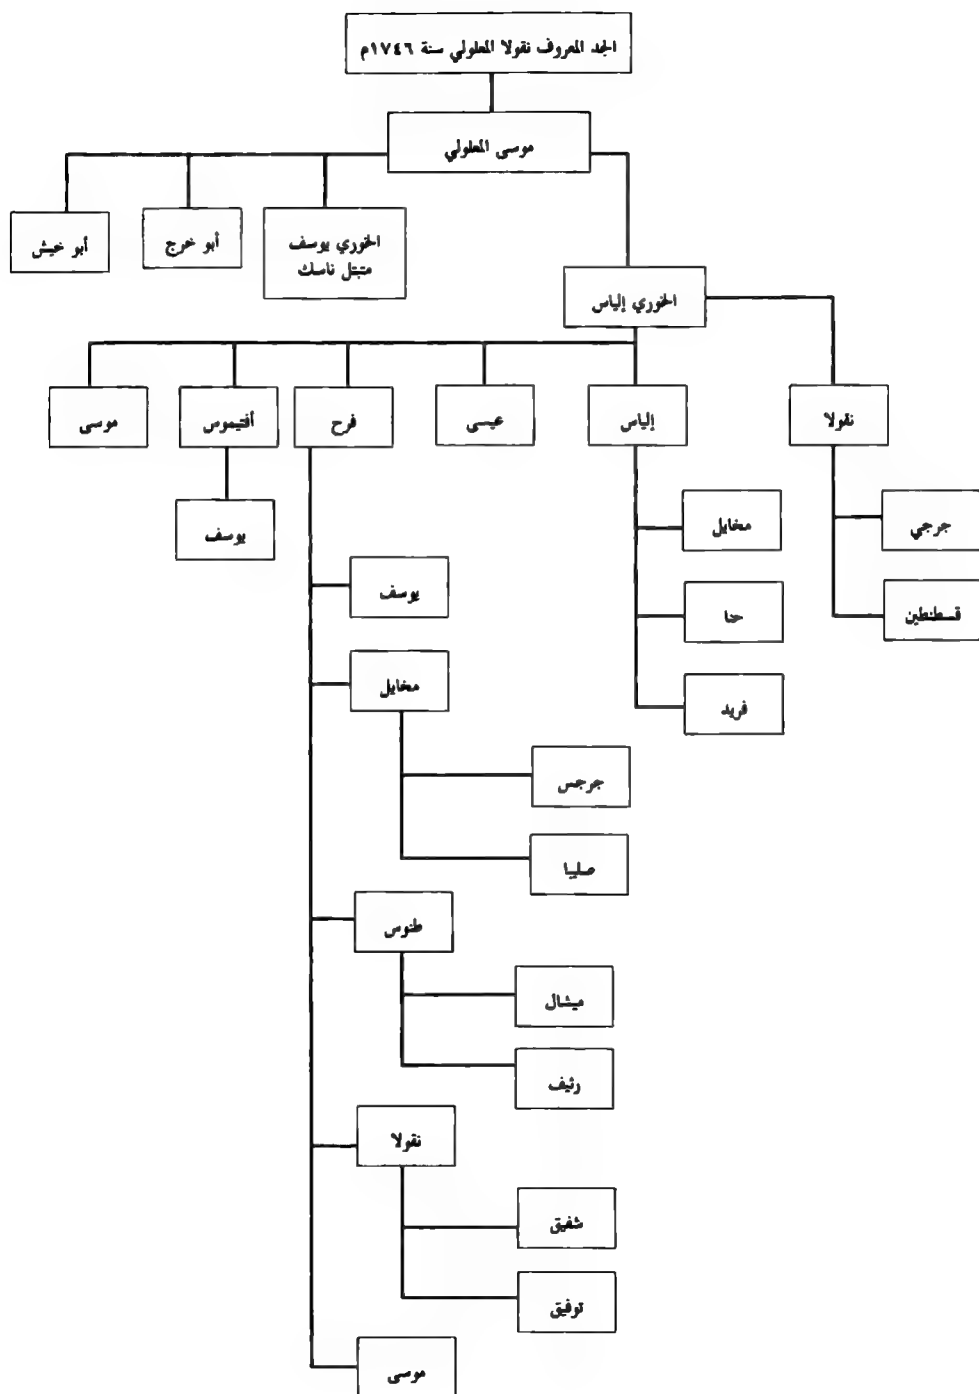 الجد المعروف نقولا المعلولي سنة ١٧٤٦م
موسى المعلولي
الخوري يوسف
متبتل ناسك
أبو خرج
أبو خيش
الخوري إلياس
نقولا
إلياس
عيسى
فرح
أفتيموس
موسى
جرجي
قسطنطين
مخايل
حنا
فريد
يوسف
يوسف
مخايل
جرجس
صليبا
طنوس
ميشال
رئيف
نقولا
شفيق
توفيق
موسى